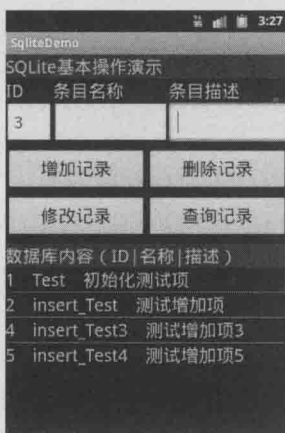 3:27
SqliteDemo
SQLite基本操作演示
ID 条目名称 条目描述
3
增加记录 删除记录
修改记录 查询记录
数据库内容（ID|名称|描述）
1 Test 初始化测试项
2 insert_Test 测试增加项
4 insert_Test3 测试增加项3
5 insert_Test4 测试增加项5